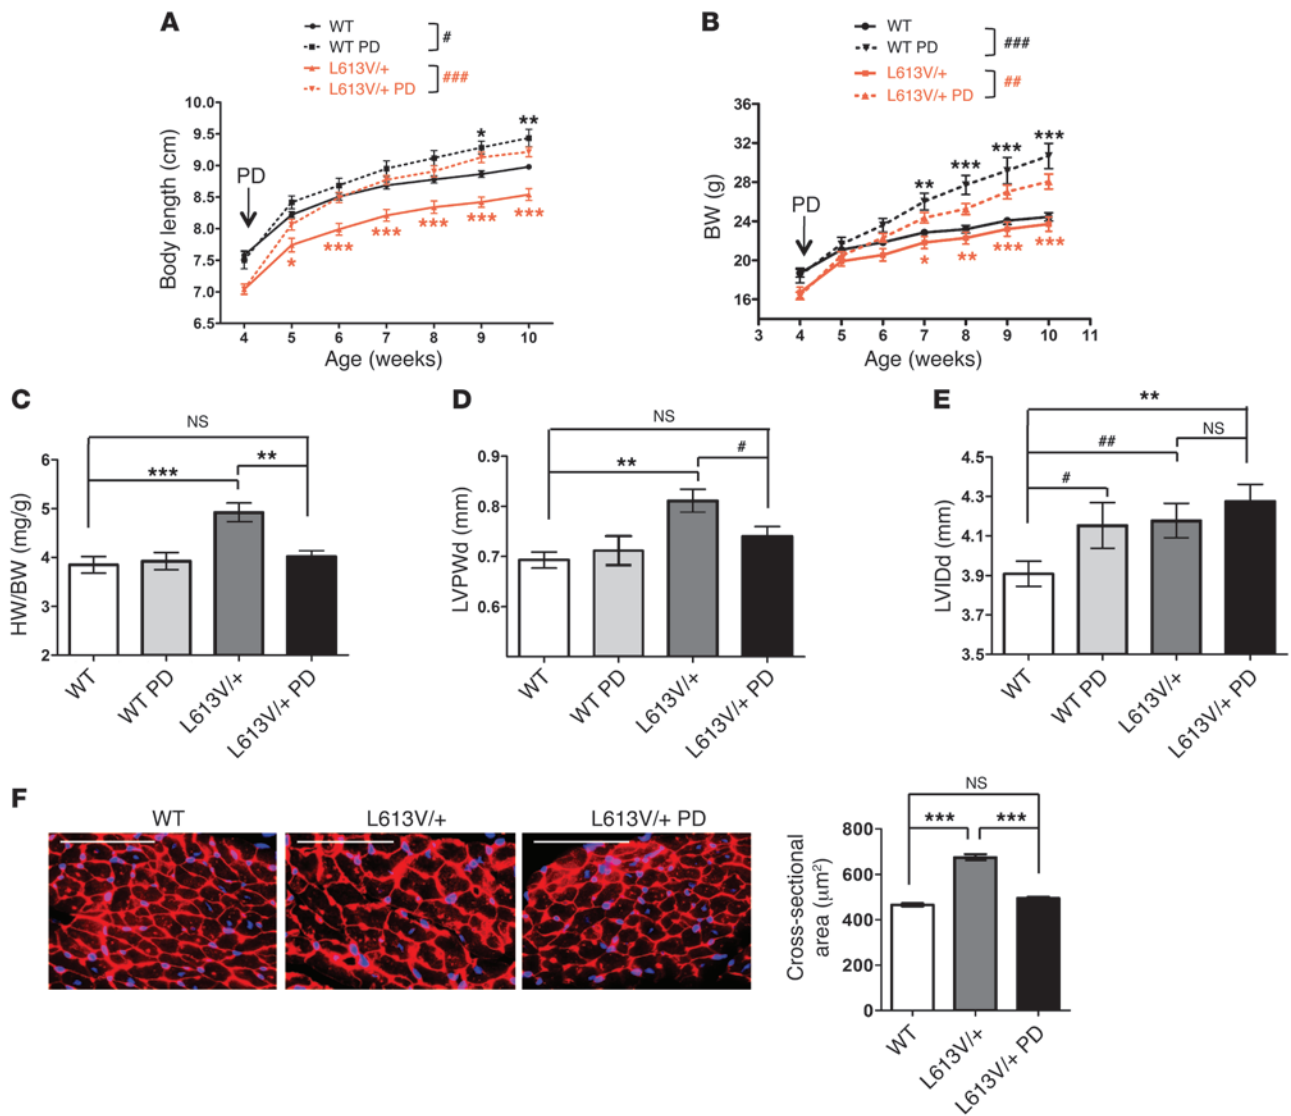 A
WT
WT PD
#
L613V/+
L613V/+ PD
###
Body length (cm)
10.0
9.5
9.0
8.5
8.0
7.5
7.0
6.5
PD
*
**
*
***
***
***
***
***
4 5 6 7 8 9 10
Age (weeks)
B
WT
WT PD
###
L613V/+
L613V/+ PD
##
BW (g)
36
32
28
24
20
16
PD
**
***
***
***
*
**
***
***
3 4 5 6 7 8 9 10 11
Age (weeks)
C
NS
***
**
HW/BW (mg/g)
6
5
4
3
2
WT
WT PD
L613V/+
L613V/+ PD
D
NS
**
#
LVPWd (mm)
0.9
0.8
0.7
0.6
WT
WT PD
L613V/+
L613V/+ PD
E
**
##
NS
#
LVIDd (mm)
4.5
4.3
4.1
3.9
3.7
3.5
WT
WT PD
L613V/+
L613V/+ PD
F
WT
L613V/+
L613V/+ PD
NS
***
***
Cross-sectional
area (μm²)
800
600
400
200
0
WT
L613V/+
L613V/+ PD